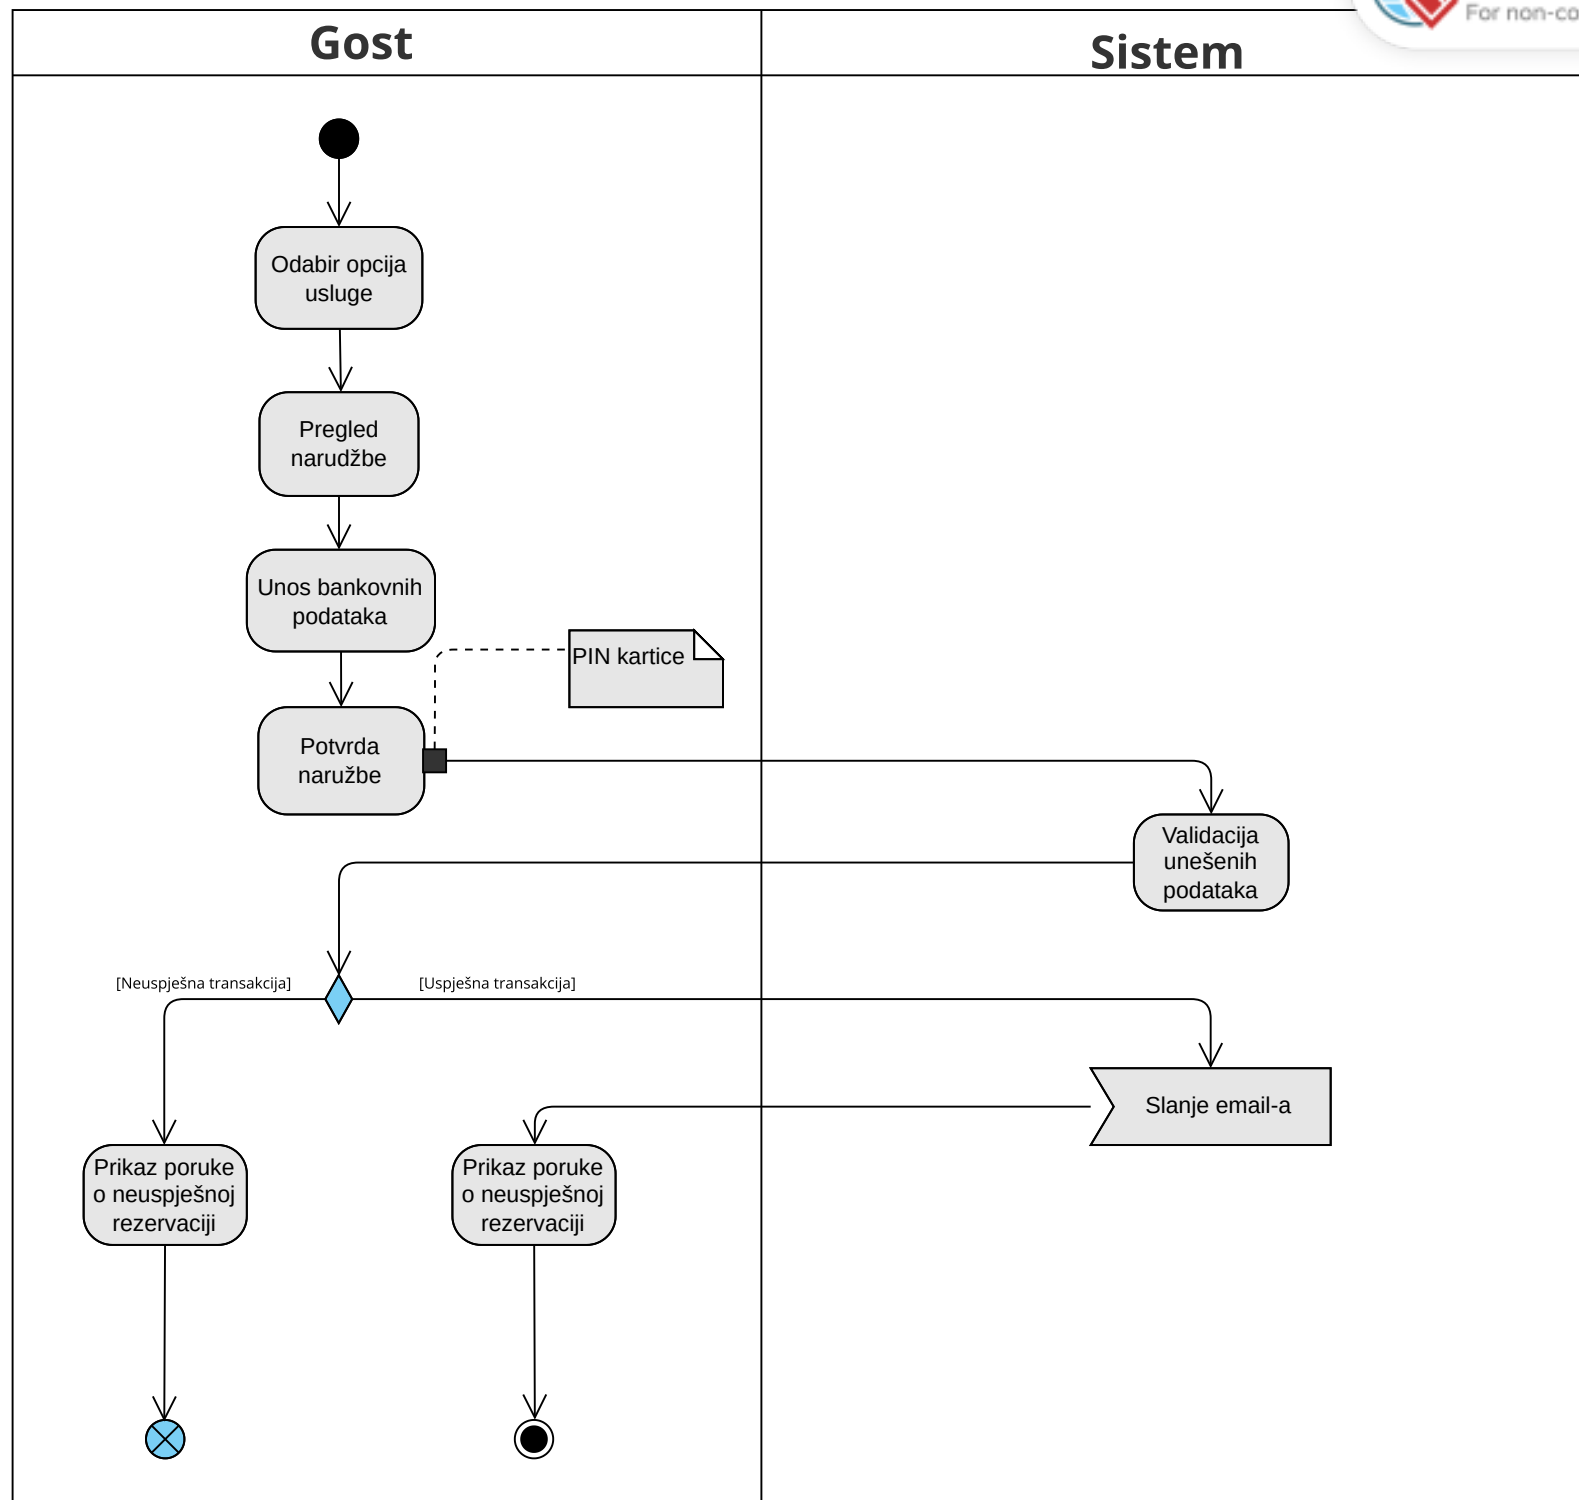 For non-co
Gost
Sistem
Odabir opcija
usluge
Pregled
narudžbe
Unos bankovnih
podataka
PIN kartice
Potvrda
naružbe
Validacija
unešenih
podataka
[Neuspješna transakcija]
[Uspješna transakcija]
Slanje email-a
Prikaz poruke
o neuspješnoj
rezervaciji
Prikaz poruke
o neuspješnoj
rezervaciji